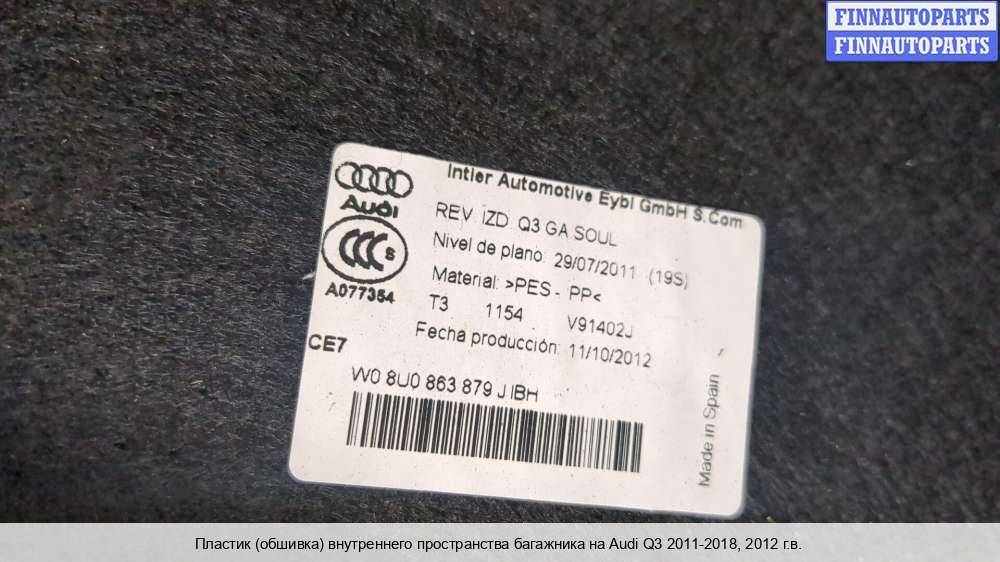 FINNAUTOPARTS
FINNAUTOPARTS
Intier Automotive Eybl GmbH S.Com
Audi
REV. IZD. Q3 GA SOUL
Nivel de plano: 29/07/2011 (19S)
CCC S
Material: >PES - PP<
A077354
T3 1154 V91402J
Fecha producción: 11/10/2012
CE7
W0 8U0 863 879 J IBH
Made in Spain
Пластик (обшивка) внутреннего пространства багажника на Audi Q3 2011-2018, 2012 г.в.